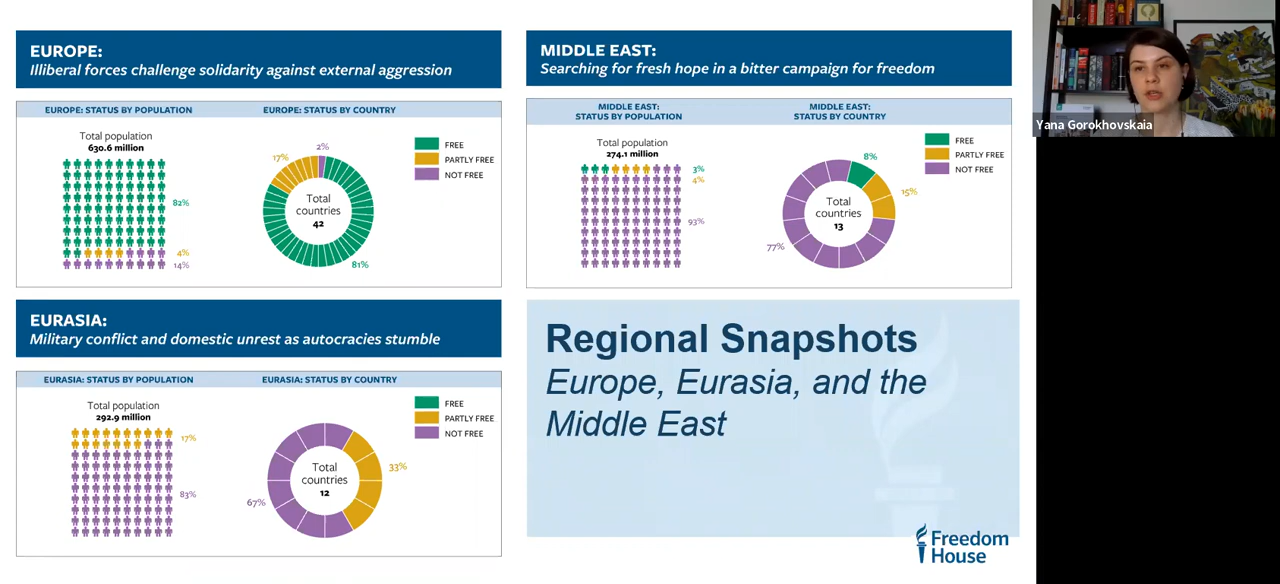 EUROPE:
Illiberal forces challenge solidarity against external aggression
EUROPE: STATUS BY POPULATION
EUROPE: STATUS BY COUNTRY
Total population
630.6 million
82%
4%
14%
2%
17%
Total
countries
42
81%
FREE
PARTLY FREE
NOT FREE
MIDDLE EAST:
Searching for fresh hope in a bitter campaign for freedom
MIDDLE EAST:
STATUS BY POPULATION
MIDDLE EAST:
STATUS BY COUNTRY
Total population
274.1 million
3%
4%
93%
8%
15%
Total
countries
13
77%
FREE
PARTLY FREE
NOT FREE
Yana Gorokhovskaia
EURASIA:
Military conflict and domestic unrest as autocracies stumble
EURASIA: STATUS BY POPULATION
EURASIA: STATUS BY COUNTRY
Total population
292.9 million
17%
83%
Total
countries
12
33%
67%
FREE
PARTLY FREE
NOT FREE
Regional Snapshots
Europe, Eurasia, and the
Middle East
Freedom
House